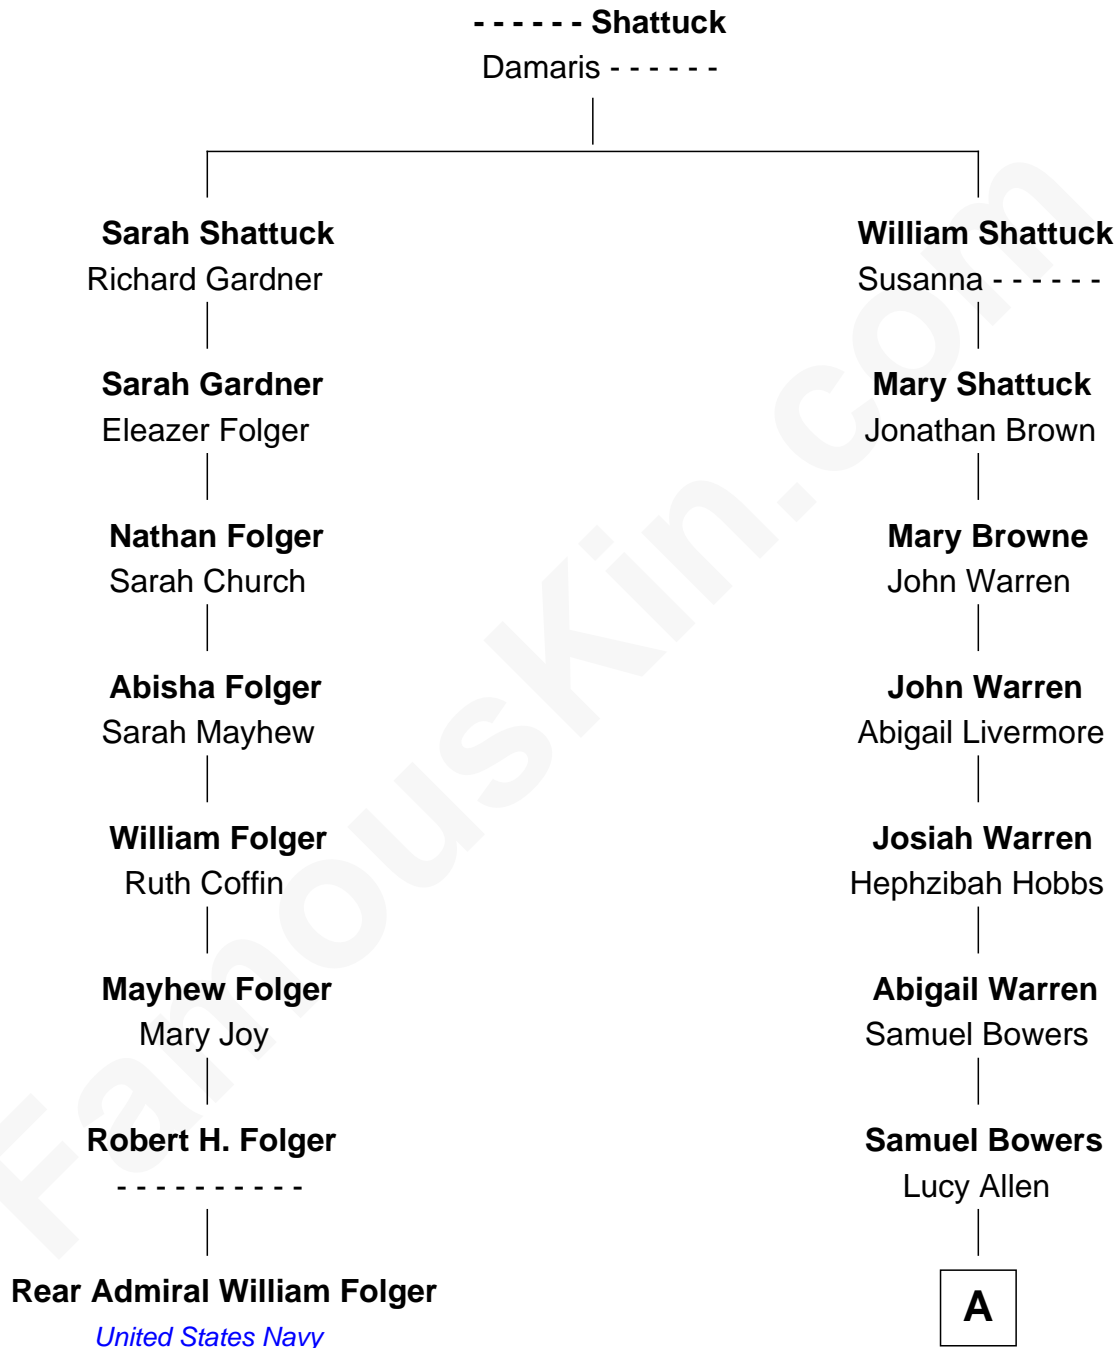 - - - - - - Shattuck
Damaris - - - - - -
Sarah Shattuck
Richard Gardner
William Shattuck
Susanna - - - - - -
Sarah Gardner
Eleazer Folger
Mary Shattuck
Jonathan Brown
Nathan Folger
Sarah Church
Mary Browne
John Warren
Abisha Folger
Sarah Mayhew
John Warren
Abigail Livermore
William Folger
Ruth Coffin
Josiah Warren
Hephzibah Hobbs
Mayhew Folger
Mary Joy
Abigail Warren
Samuel Bowers
Robert H. Folger
- - - - - - - - - -
Samuel Bowers
Lucy Allen
Rear Admiral William Folger
United States Navy
A
FamousKin.com